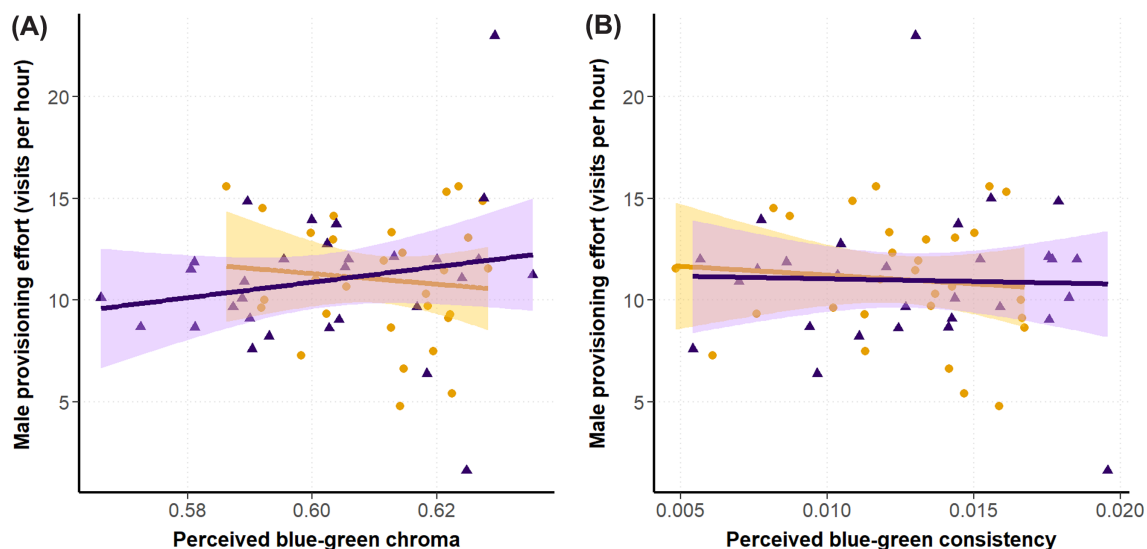 (A)
Male provisioning effort (visits per hour)
20
15
10
5
0.58 0.60 0.62
Perceived blue-green chroma
(B)
Male provisioning effort (visits per hour)
20
15
10
5
0.005 0.010 0.015 0.020
Perceived blue-green consistency